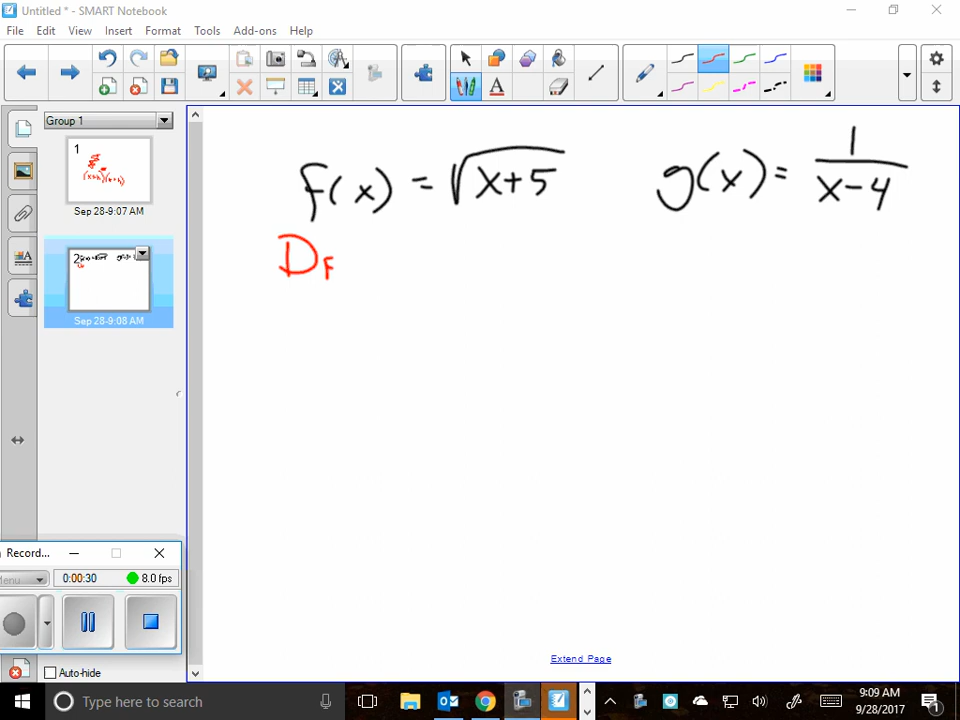 Untitled * - SMART Notebook
File Edit View Insert Format Tools Add-ons Help
Group 1
1
Sep 28-9:07 AM
2
Sep 28-9:08 AM
f(x) = √x+5 g(x) = 1/x-4
D_F
Record...
0:00:30 8.0 fps
Auto-hide
Extend Page
Type here to search
9:09 AM
9/28/2017
1